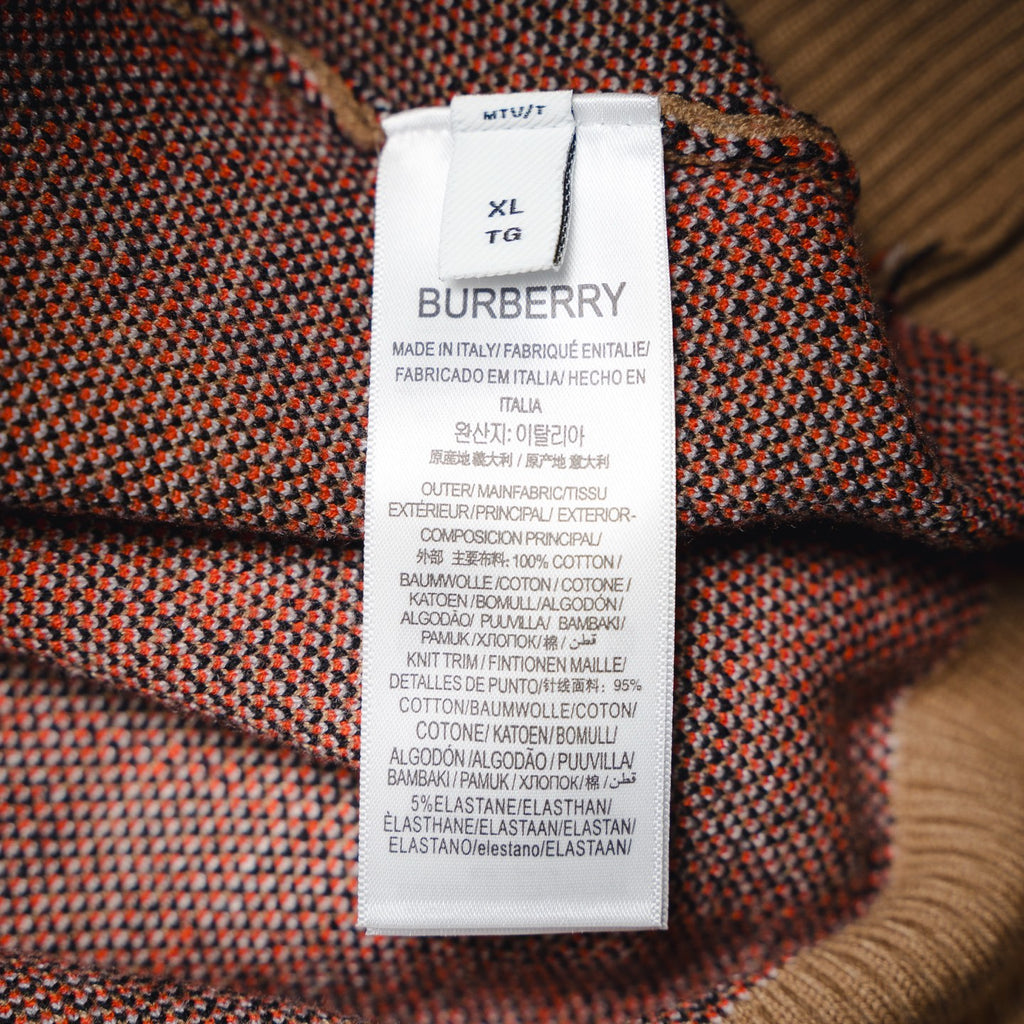 MTV/T
XL
TG
BURBERRY
MADE IN ITALY/ FABRIQUÉ ENITALIE/
FABRICADO EM ITALIA/ HECHO EN
ITALIA
완산지: 이탈리아
原産地 義大利 / 原产地 意大利
OUTER/ MAINFABRIC/TISSU
EXTÉRIEUR/PRINCIPAL/ EXTERIOR-
COMPOSICION PRINCIPAL/
外部 主要布料: 100% COTTON /
BAUMWOLLE /COTON / COTONE /
KATOEN /BOMULL/ALGODÓN/
ALGODÃO/ PUUVILLA/ BAMBAKI/
PAMUK / ХЛОПОК/ 棉 / قطن /
KNIT TRIM / FINTIONEN MAILLE/
DETALLES DE PUNTO/针线面料: 95%
COTTON/BAUMWOLLE/COTON/
COTONE/ KATOEN/BOMULL/
ALGODÓN /ALGODÃO / PUUVILLA/
BAMBAKI / PAMUK / ХЛОПОК/ 棉 / قطن /
5%ELASTANE/ELASTHAN/
ÈLASTHANE/ELASTAAN/ELASTAN/
ELASTANO/elestano/ELASTAAN/